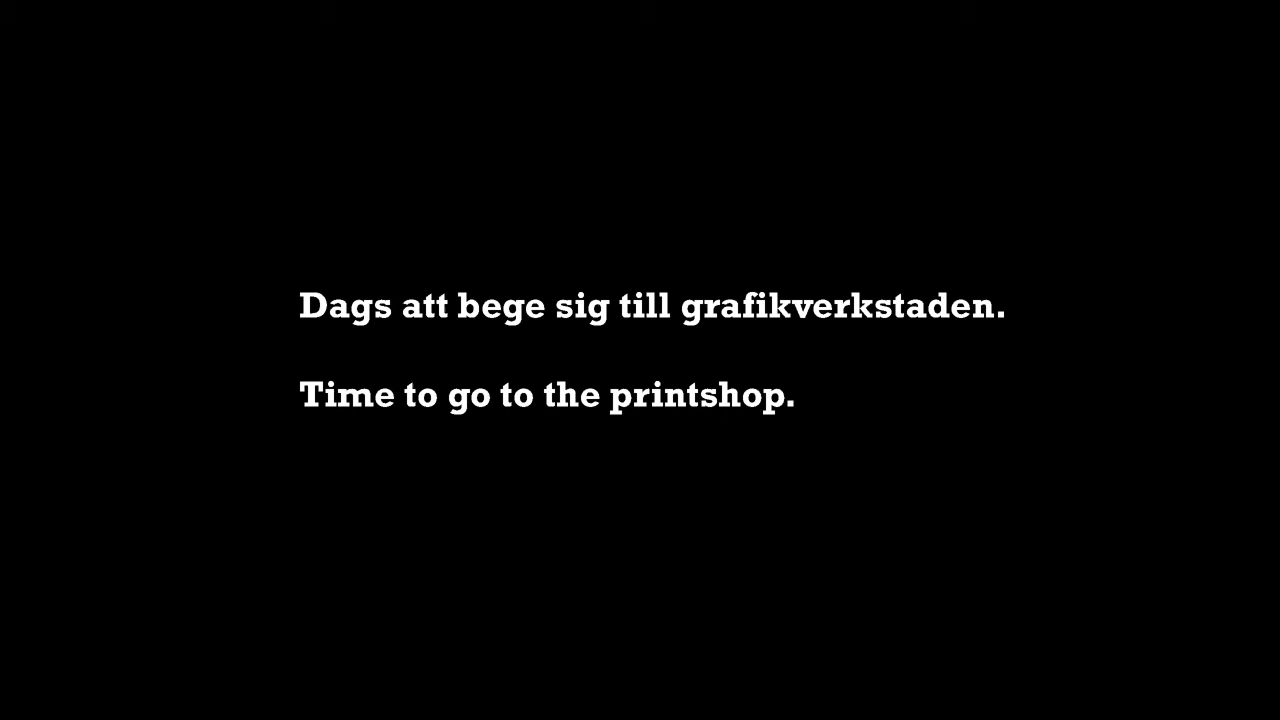 Dags att bege sig till grafikverkstaden.
Time to go to the printshop.